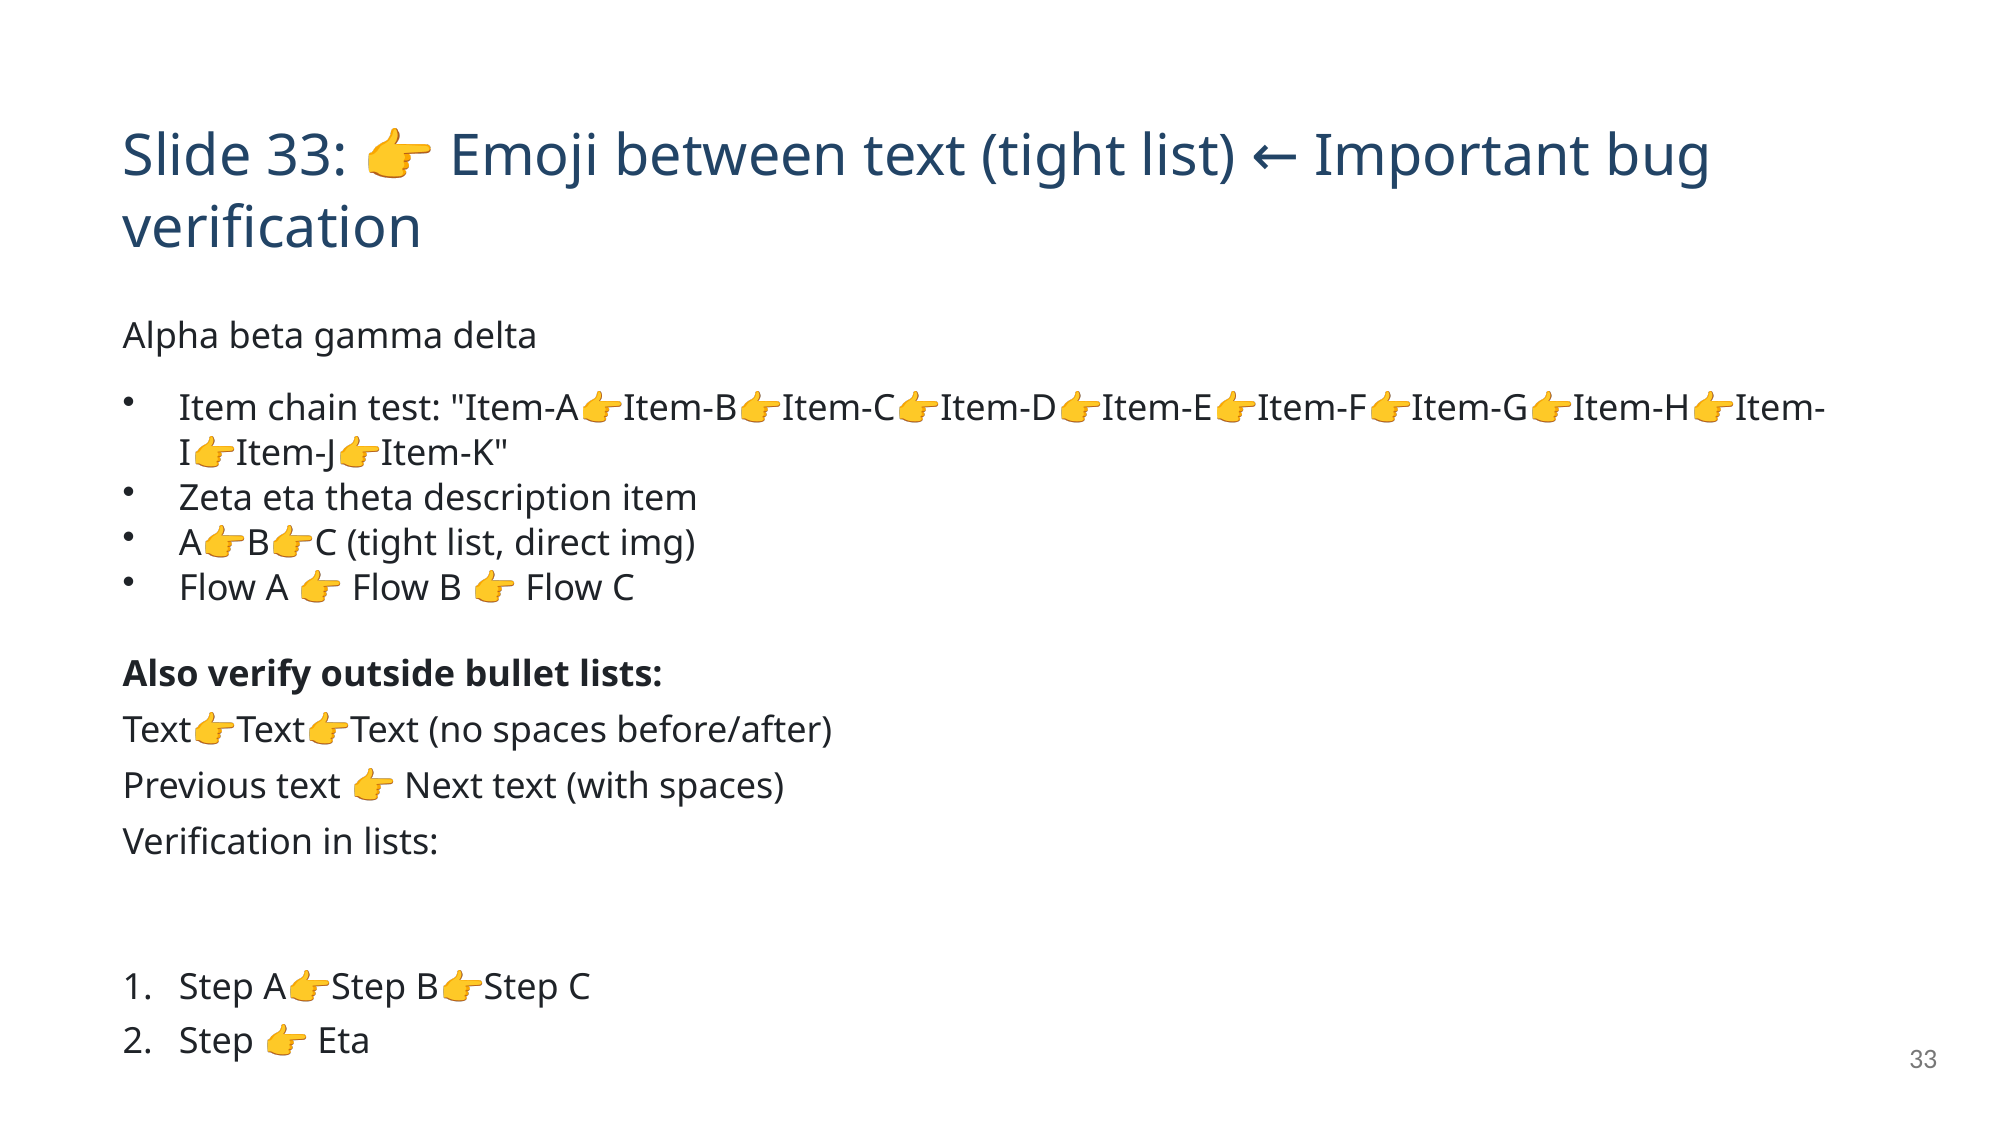 Slide 33: 👉 Emoji between text (tight list) ← Important bug
verification
Alpha beta gamma delta
• Item chain test: "Item-A👉Item-B👉Item-C👉Item-D👉Item-E👉Item-F👉Item-G👉Item-H👉Item-
I👉Item-J👉Item-K"
• Zeta eta theta description item
• A👉B👉C (tight list, direct img)
• Flow A 👉 Flow B 👉 Flow C
Also verify outside bullet lists:
Text👉Text👉Text (no spaces before/after)
Previous text 👉 Next text (with spaces)
Verification in lists:
1. Step A👉Step B👉Step C
2. Step 👉 Eta
33